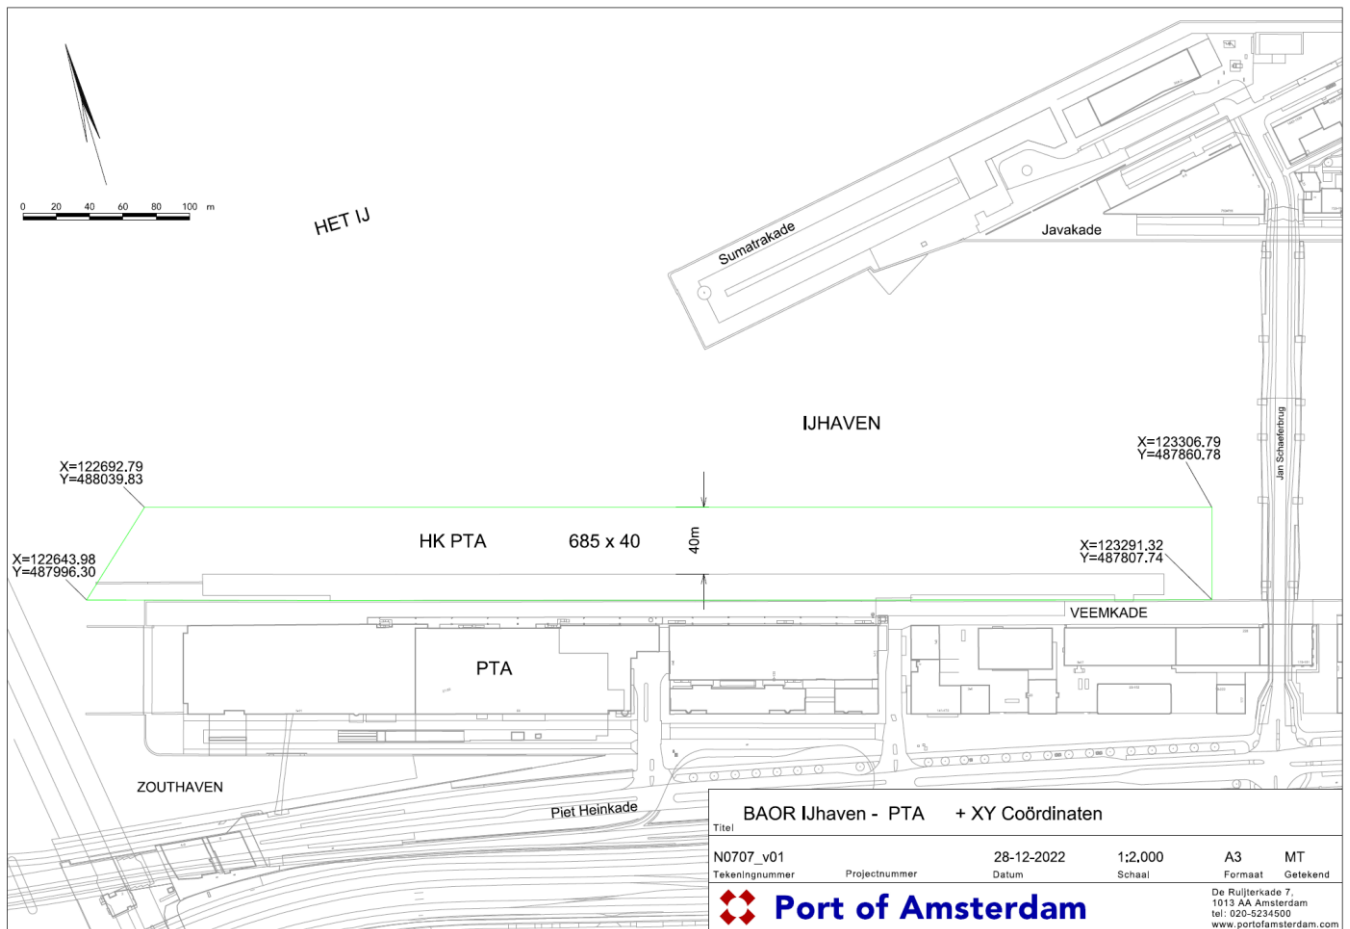 0 20 40 60 80 100 m
HET IJ
Sumatrakade
Javakade
Jan Schaeferbrug
IJHAVEN
X=122692.79
Y=488039.83
X=123306.79
Y=487860.78
HK PTA 685 x 40
40m
X=122643.98
Y=487996.30
X=123291.32
Y=487807.74
VEEMKADE
PTA
ZOUTHAVEN
Piet Heinkade
BAOR IJhaven - PTA + XY Coördinaten
Titel
N0707_v01 28-12-2022 1:2.000 A3 MT
Tekeningnummer Projectnummer Datum Schaal Formaat Getekend
Port of Amsterdam
De Ruijterkade 7,
1013 AA Amsterdam
tel: 020-5234500
www.portofamsterdam.com